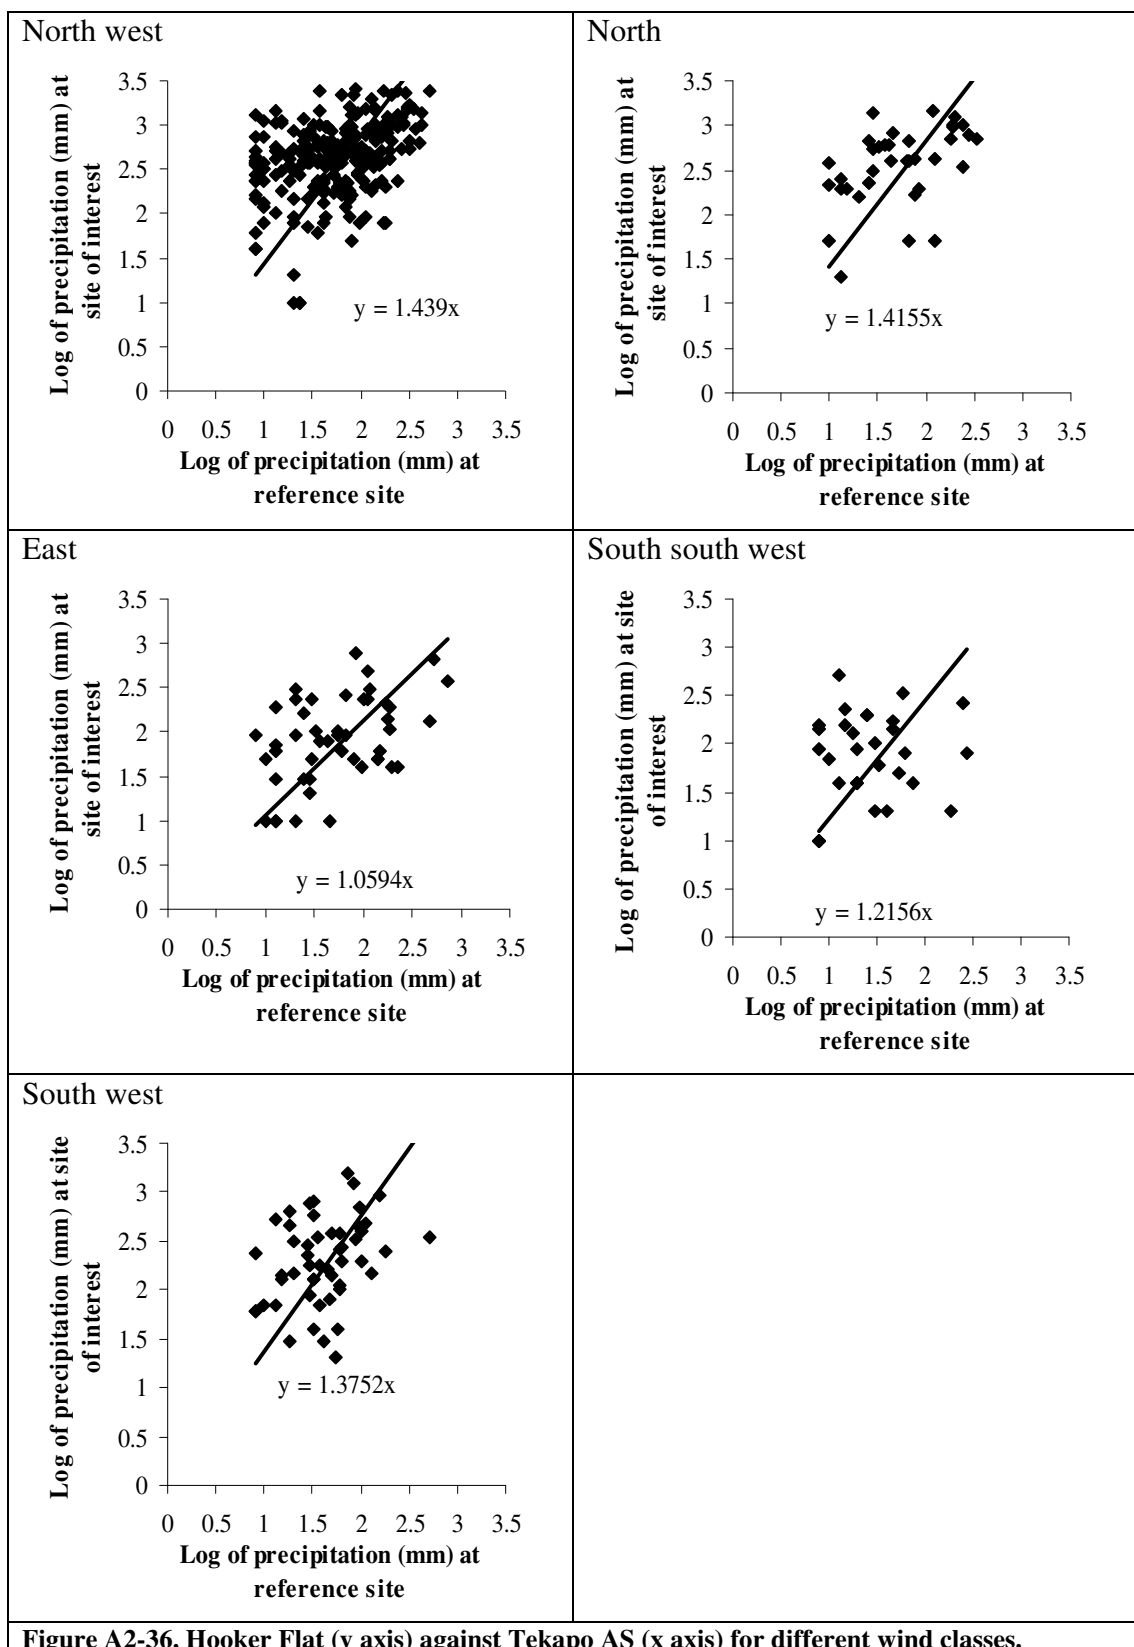 North west
Log of precipitation (mm) at
site of interest
3.5
3
2.5
2
1.5
1
0.5
0
y = 1.439x
0 0.5 1 1.5 2 2.5 3 3.5
Log of precipitation (mm) at
reference site
North
Log of precipitation (mm) at
site of interest
3.5
3
2.5
2
1.5
1
0.5
0
y = 1.4155x
0 0.5 1 1.5 2 2.5 3 3.5
Log of precipitation (mm) at
reference site
East
Log of precipitation (mm) at
site of interest
3.5
3
2.5
2
1.5
1
0.5
0
y = 1.0594x
0 0.5 1 1.5 2 2.5 3 3.5
Log of precipitation (mm) at
reference site
South south west
Log of precipitation (mm) at site
of interest
3.5
3
2.5
2
1.5
1
0.5
0
y = 1.2156x
0 0.5 1 1.5 2 2.5 3 3.5
Log of precipitation (mm) at
reference site
South west
Log of precipitation (mm) at site
of interest
3.5
3
2.5
2
1.5
1
0.5
0
y = 1.3752x
0 0.5 1 1.5 2 2.5 3 3.5
Log of precipitation (mm) at
reference site
Figure A2-36. Hooker Flat (y axis) against Tekapo AS (x axis) for different wind classes.